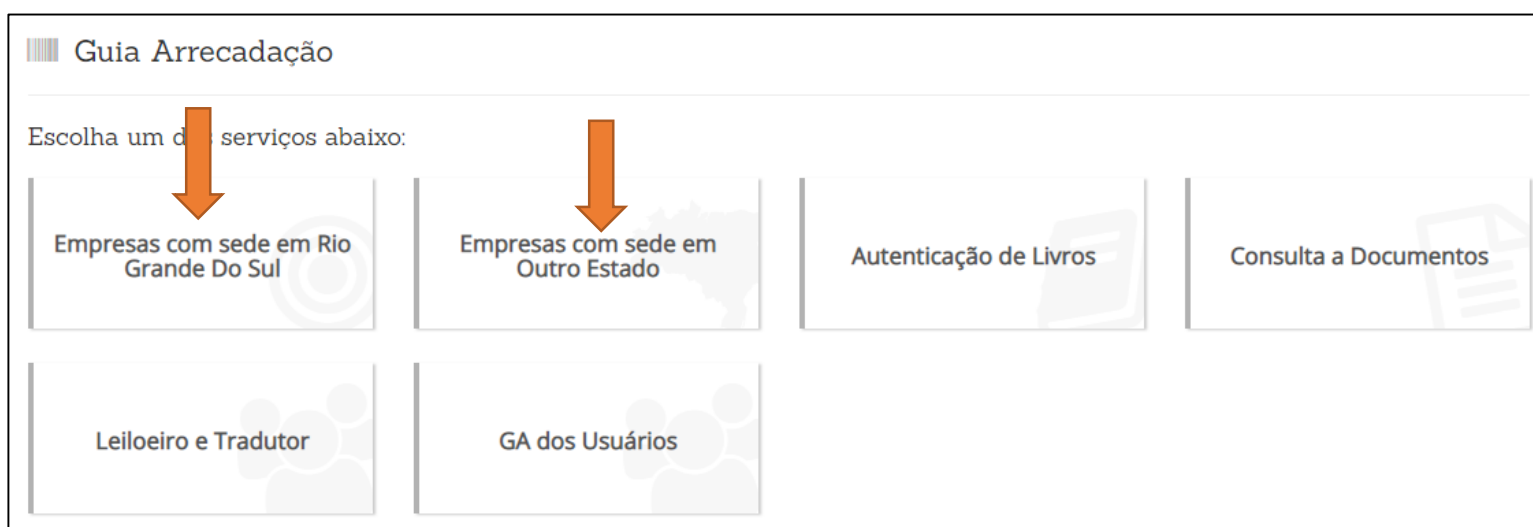 Guia Arrecadação
Escolha um d s serviços abaixo:
Empresas com sede em Rio
Grande Do Sul
Empresas com sede em
Outro Estado
Autenticação de Livros
Consulta a Documentos
Leiloeiro e Tradutor
GA dos Usuários